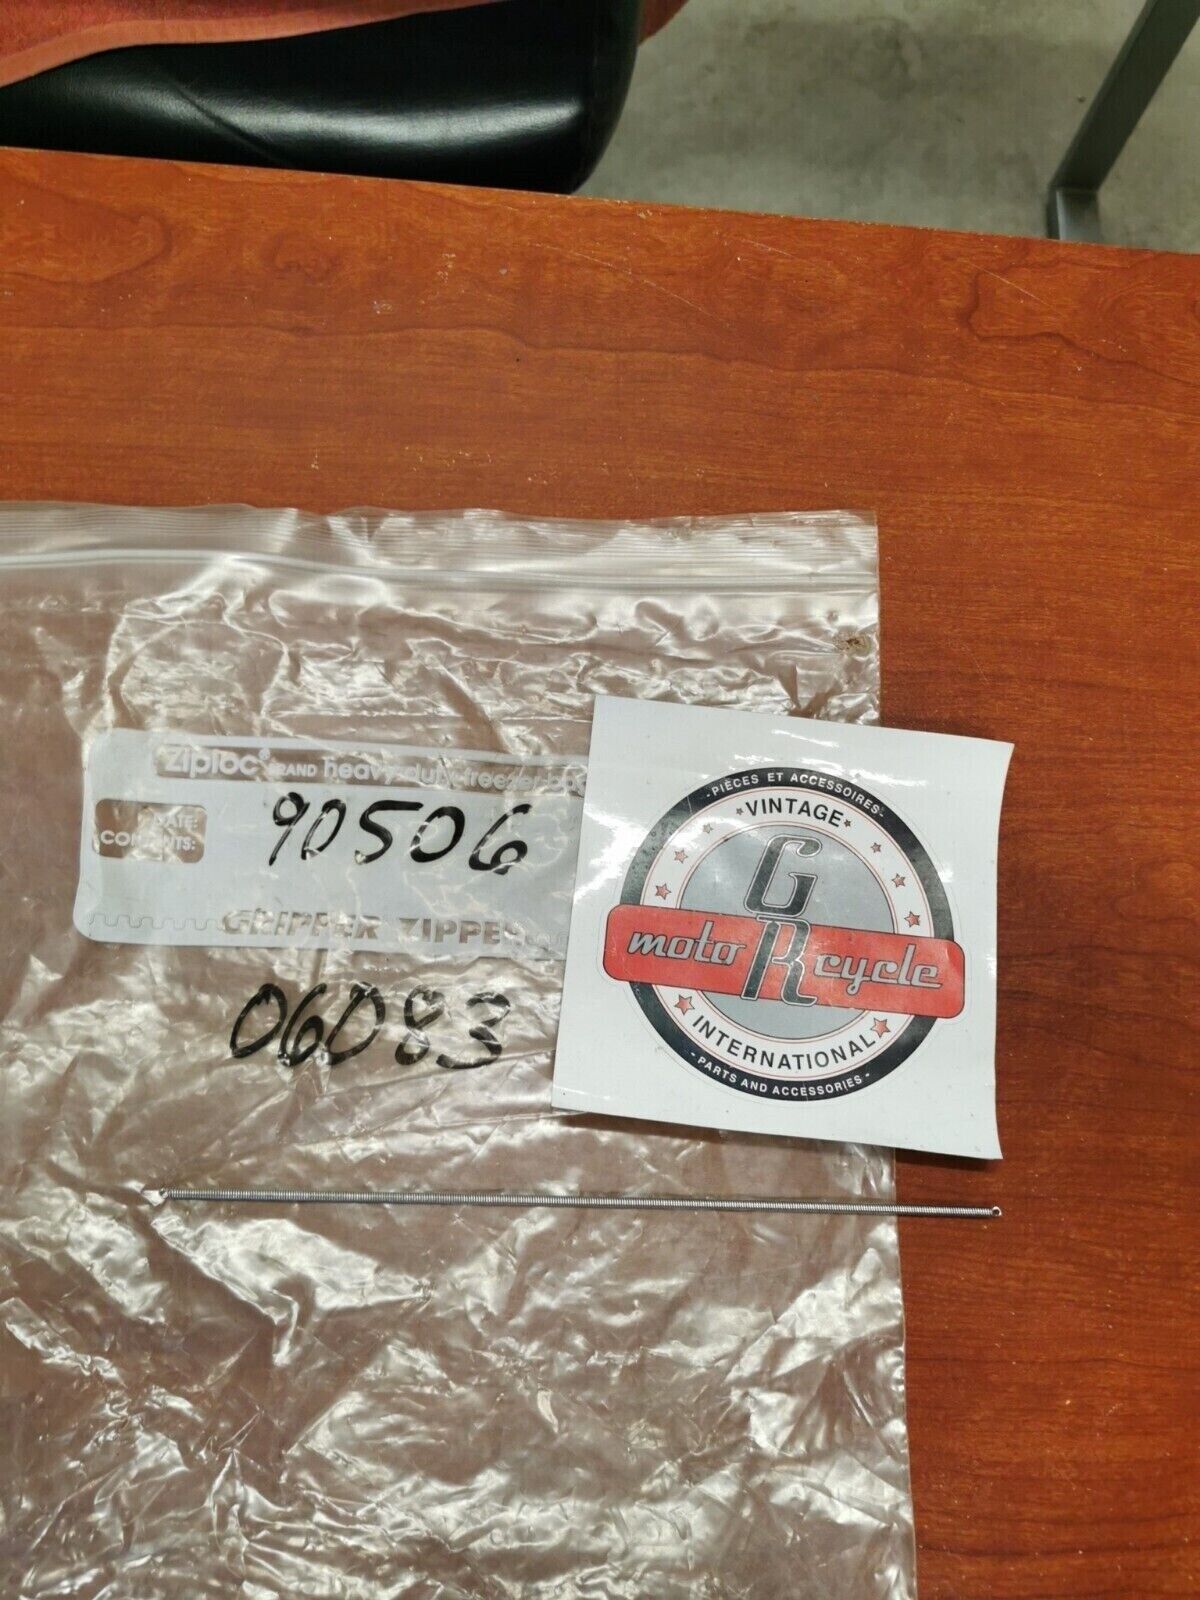 Ziploc® BRAND heavy-duty freezer
DATE:
CONTENTS:
90506
GRIPPER ZIPPER
06083
-PIÈCES ET ACCESSOIRES-
VINTAGE
G
moto R cycle
INTERNATIONAL
-PARTS AND ACCESSORIES-